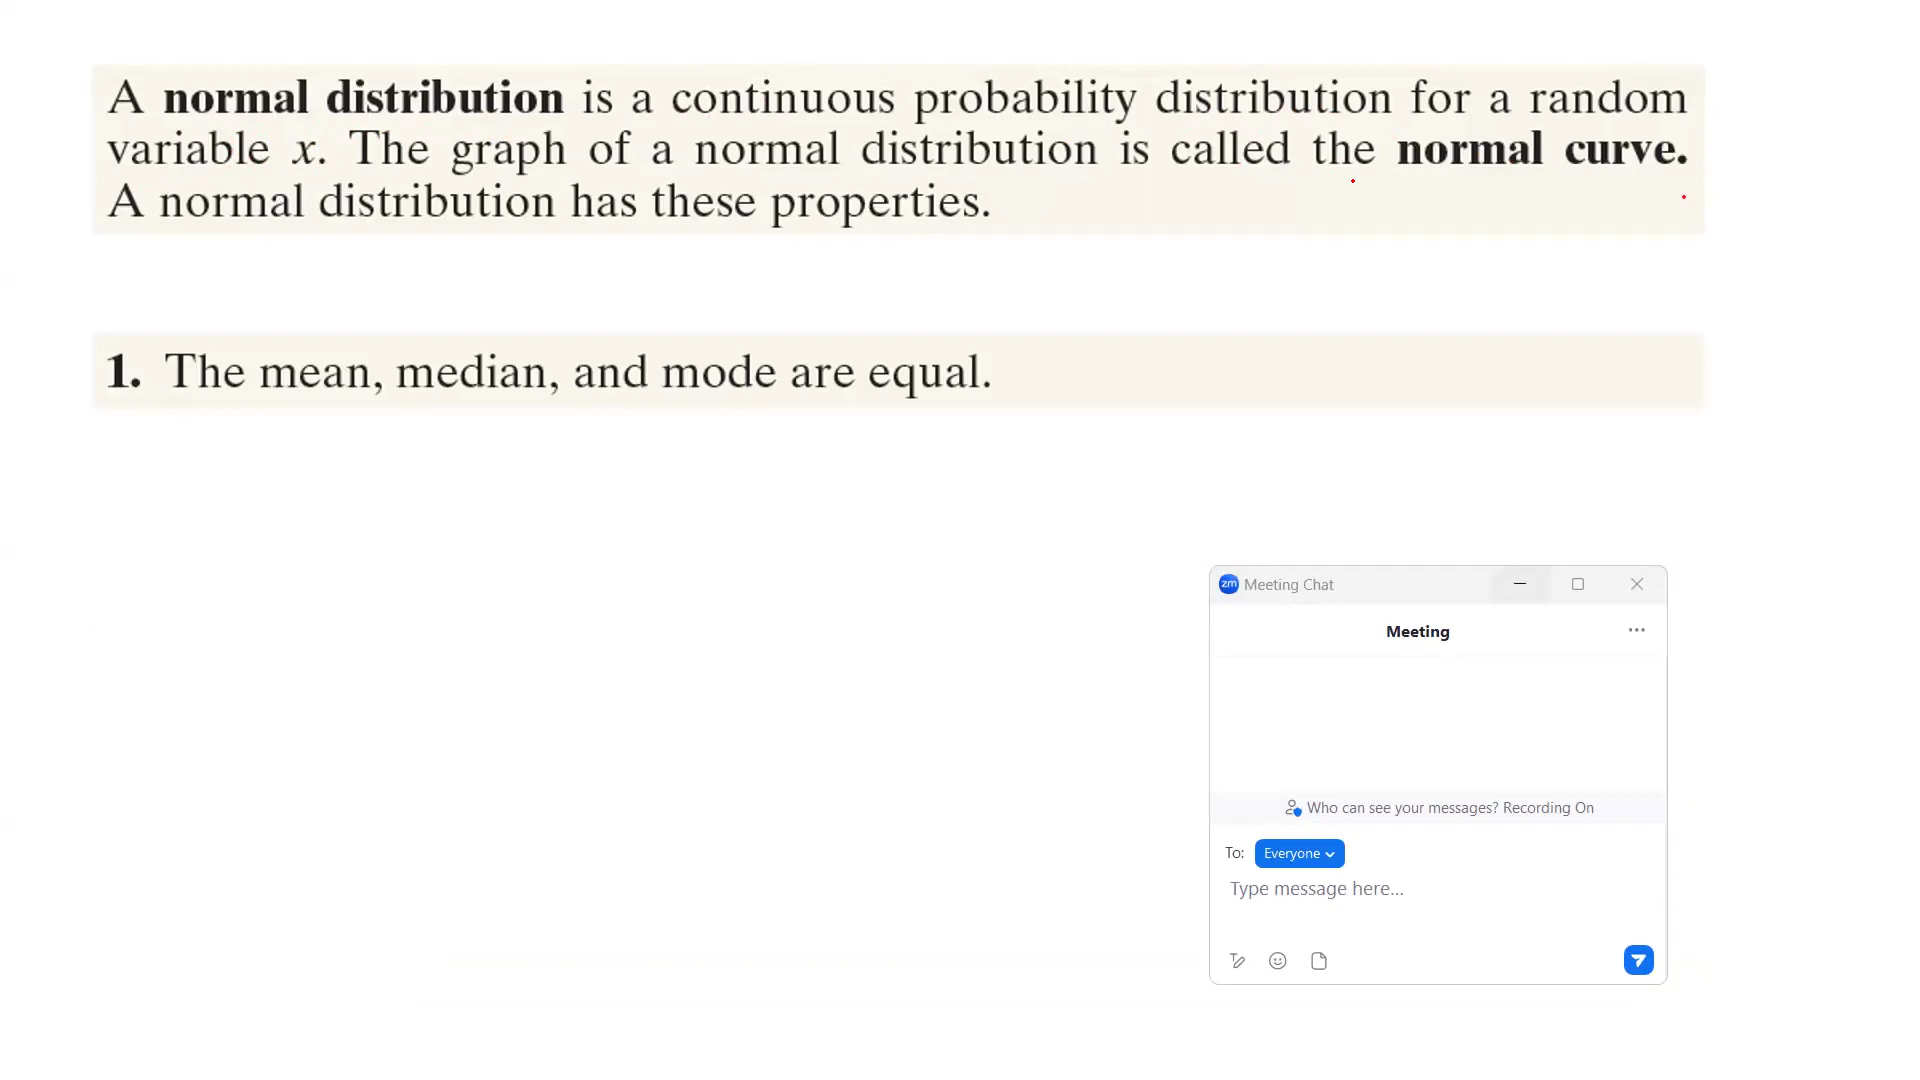 A normal distribution is a continuous probability distribution for a random
variable x. The graph of a normal distribution is called the normal curve.
A normal distribution has these properties.
1. The mean, median, and mode are equal.
zm Meeting Chat
Meeting
Who can see your messages? Recording On
To: Everyone
Type message here...